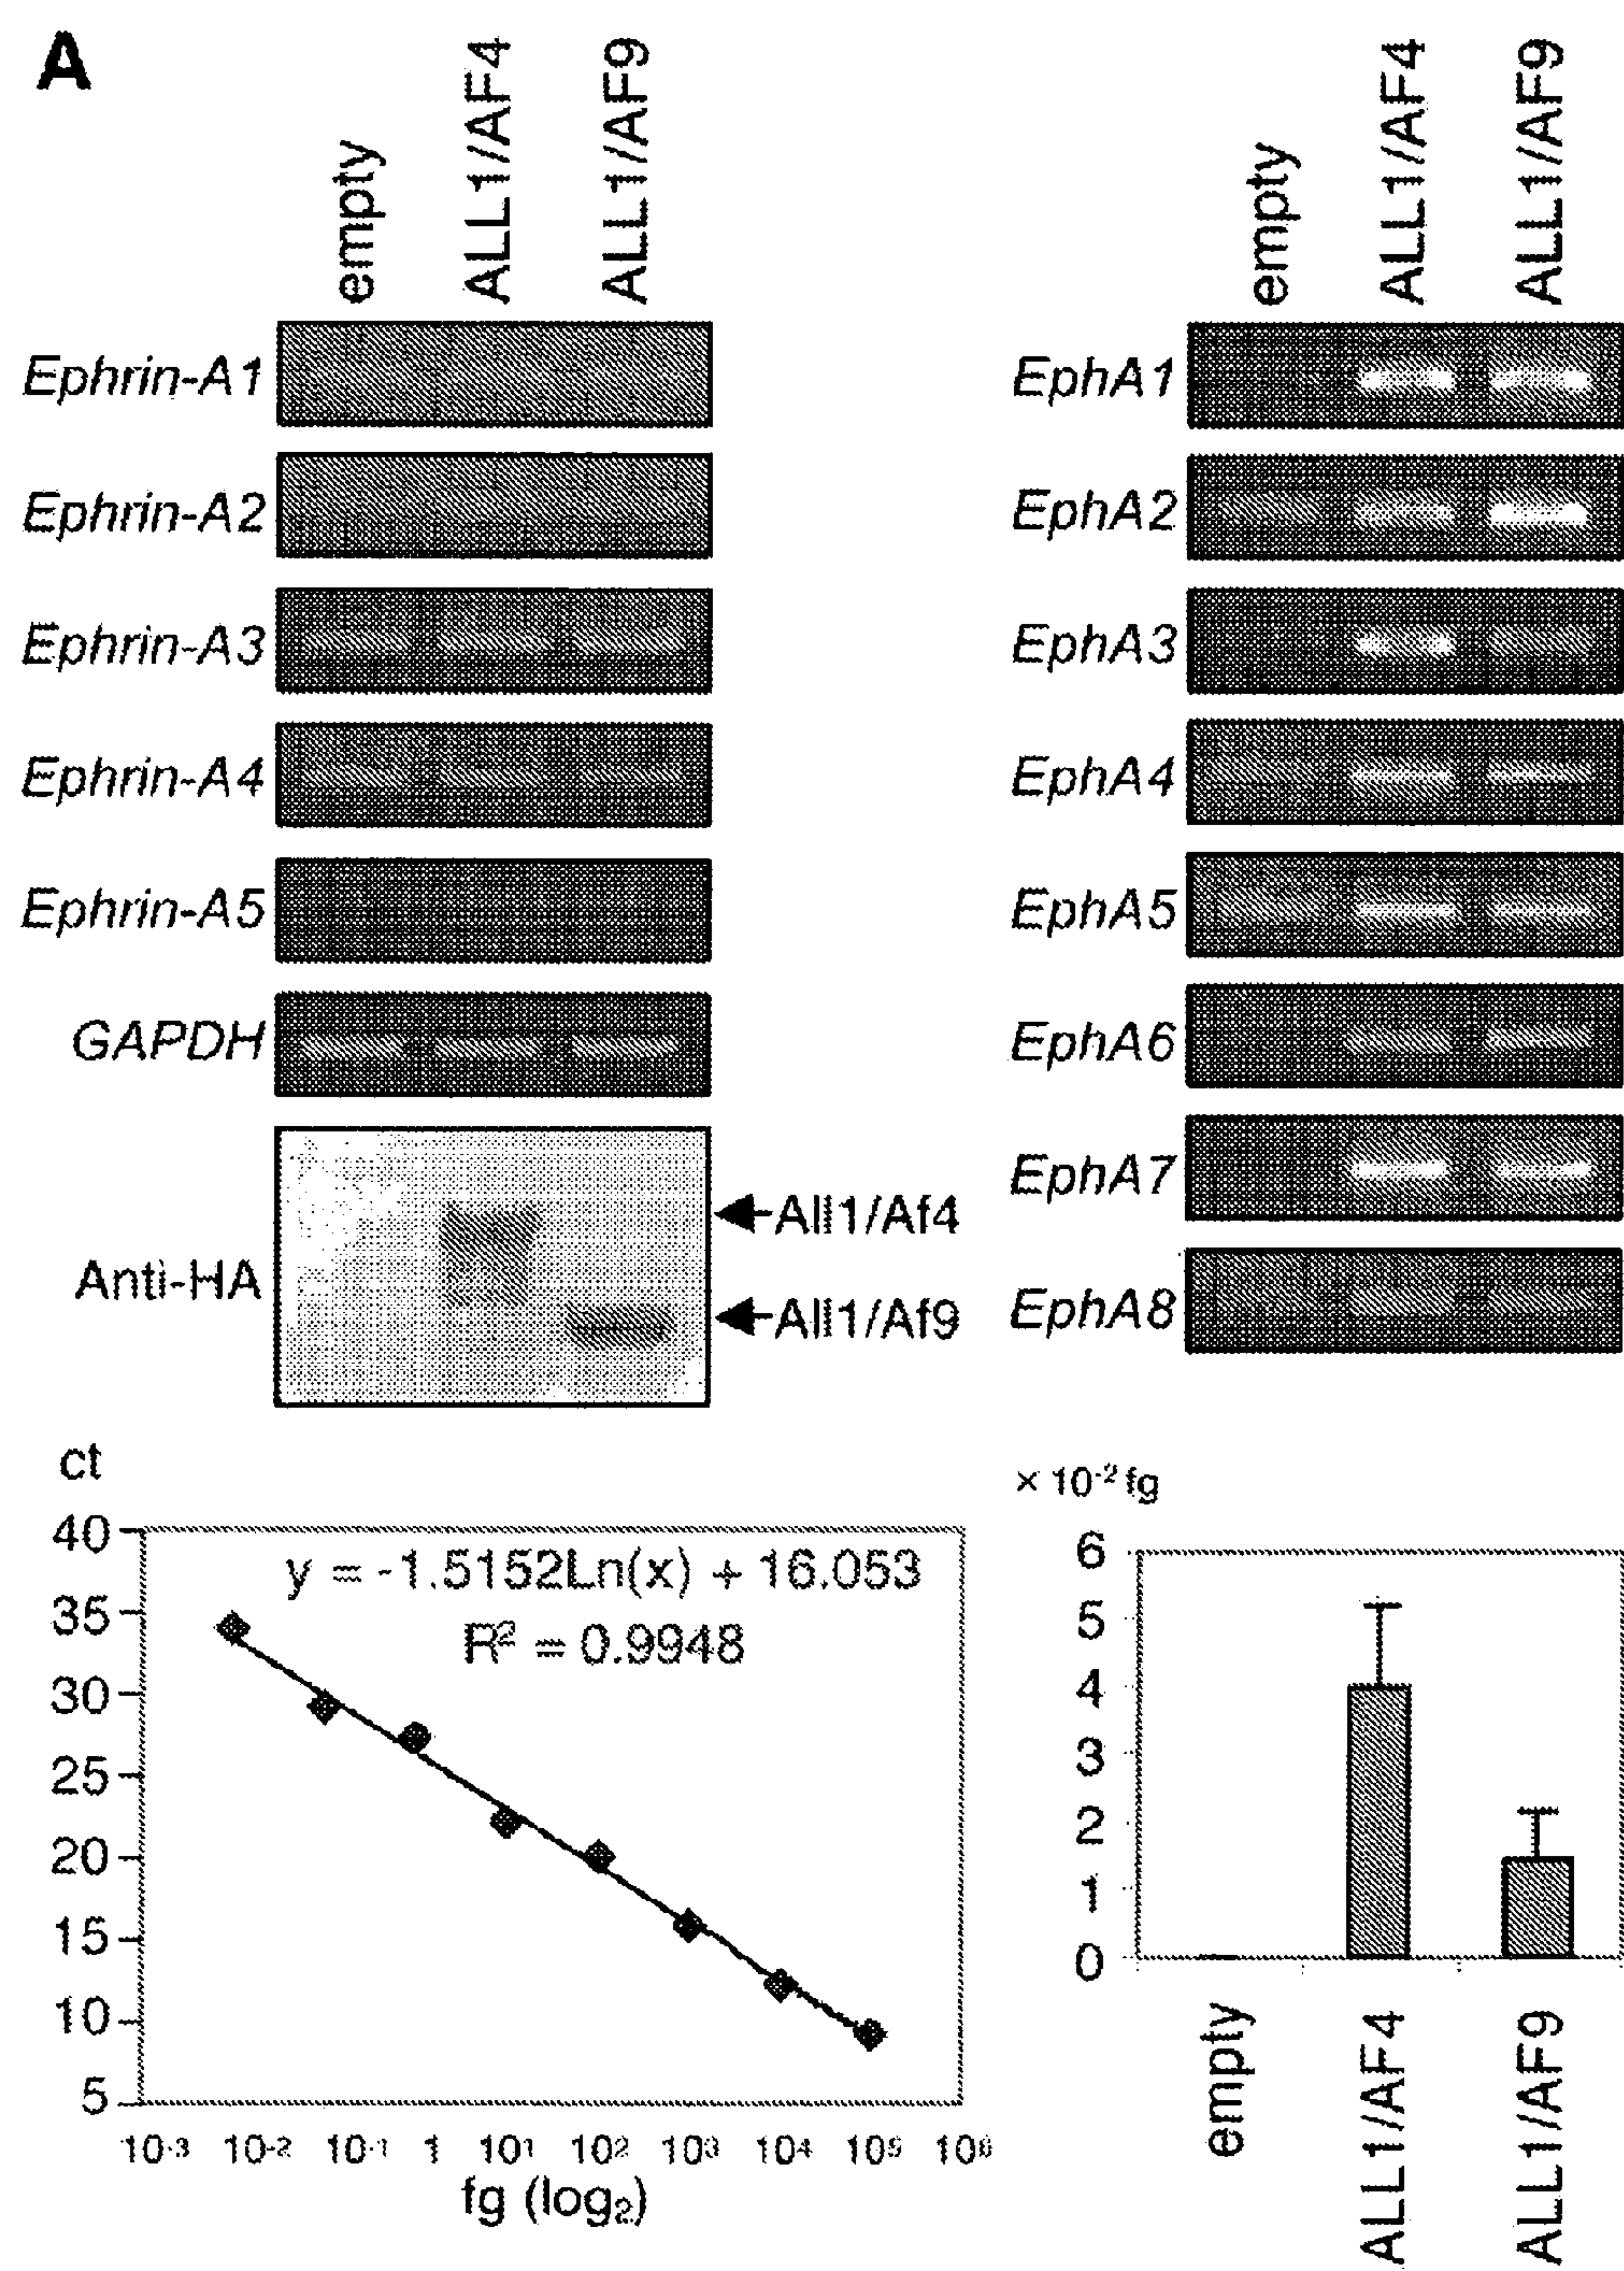 A
empty
ALL1/AF4
ALL1/AF9
Ephrin-A1
Ephrin-A2
Ephrin-A3
Ephrin-A4
Ephrin-A5
GAPDH
Anti-HA
All1/Af4
All1/Af9
empty
ALL1/AF4
ALL1/AF9
EphA1
EphA2
EphA3
EphA4
EphA5
EphA6
EphA7
EphA8
ct
40
35
30
25
20
15
10
5
y = -1.5152Ln(x) + 16.053
R² = 0.9948
10⁻³ 10⁻² 10⁻¹ 1 10¹ 10² 10³ 10⁴ 10⁵ 10⁶
fg (log₂)
× 10⁻² fg
6
5
4
3
2
1
0
empty
ALL1/AF4
ALL1/AF9